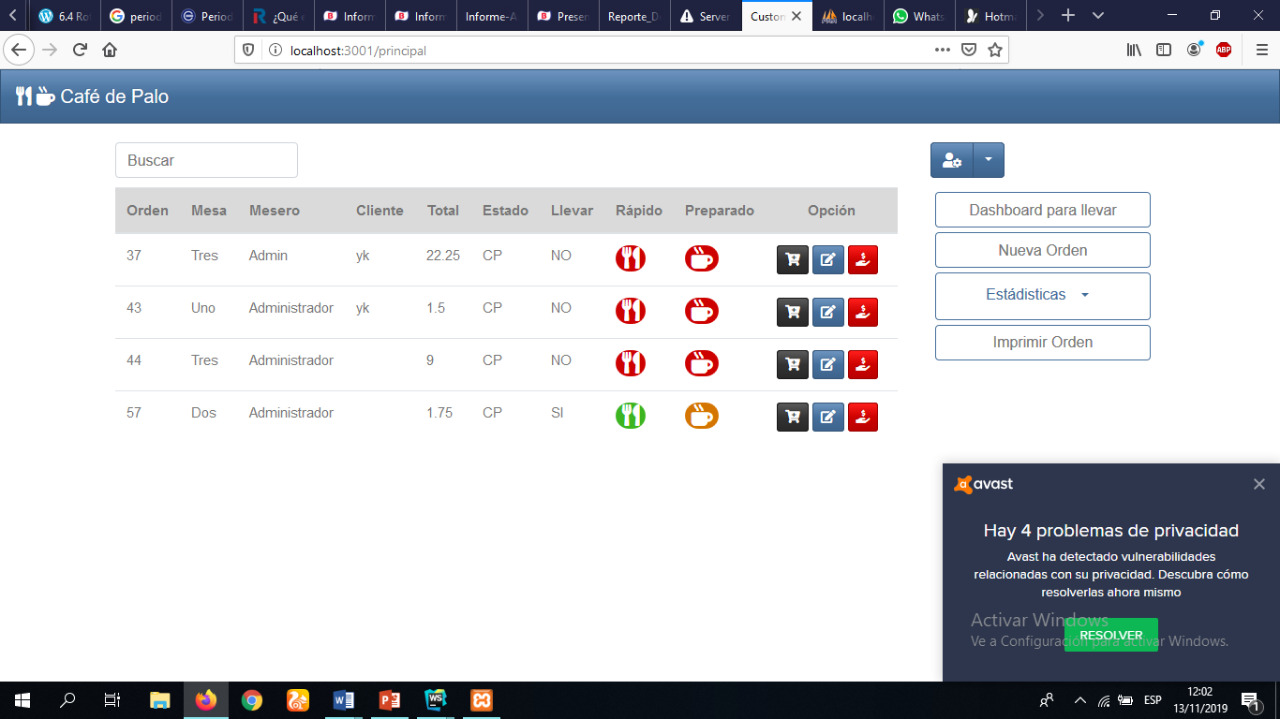 6.4 Rot
period
Period
¿Qué
Inform
Inform
Informe-A
Presen
Reporte_D
Server
Custon
localh
Whats
Hotm
localhost:3001/principal
ABP
Café de Palo
Buscar
Orden Mesa Mesero Cliente Total Estado Llevar Rápido Preparado Opción
37 Tres Admin yk 22.25 CP NO
43 Uno Administrador yk 1.5 CP NO
44 Tres Administrador 9 CP NO
57 Dos Administrador 1.75 CP SI
Dashboard para llevar
Nueva Orden
Estádisticas
Imprimir Orden
avast
Hay 4 problemas de privacidad
Avast ha detectado vulnerabilidades
relacionadas con su privacidad. Descubra cómo
resolverlas ahora mismo
Activar Windows
RESOLVER
Ve a Configuración para activar Windows.
ESP
12:02
13/11/2019
1